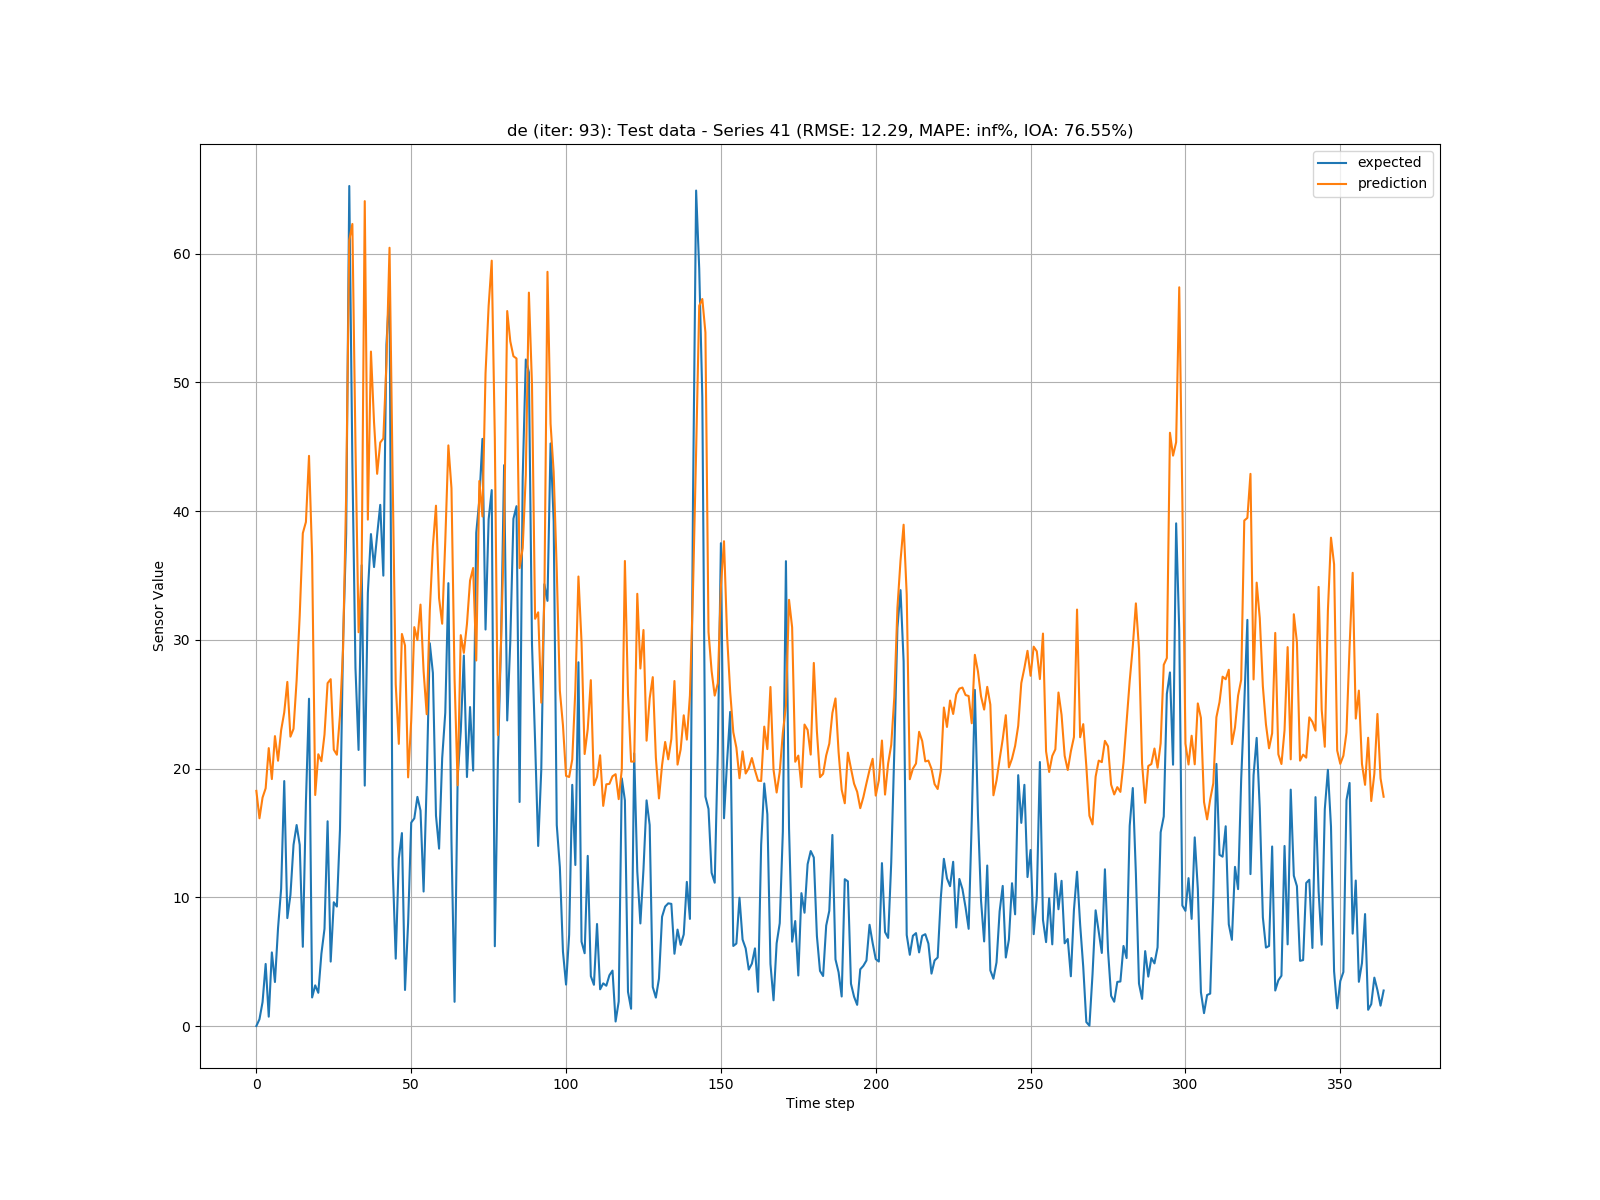 de (iter: 93): Test data - Series 41 (RMSE: 12.29, MAPE: inf%, IOA: 76.55%)
expected
prediction
60
50
40
30
20
10
0
Sensor Value
0 50 100 150 200 250 300 350
Time step